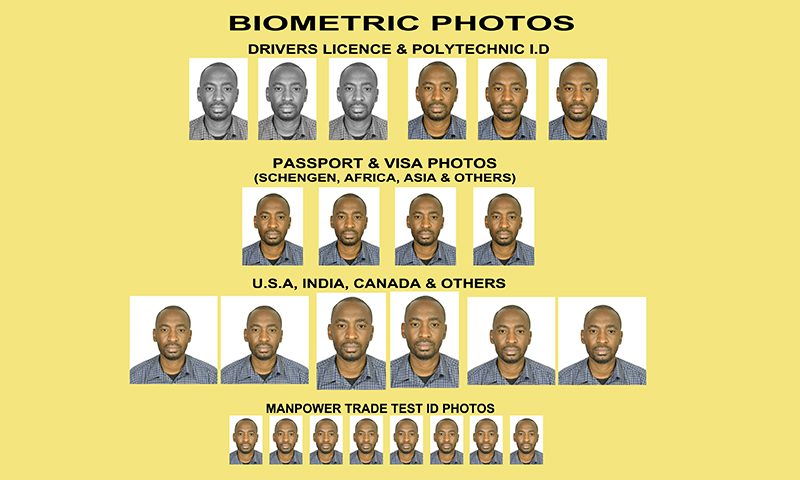 BIOMETRIC PHOTOS
DRIVERS LICENCE & POLYTECHNIC I.D
PASSPORT & VISA PHOTOS
(SCHENGEN, AFRICA, ASIA & OTHERS)
U.S.A, INDIA, CANADA & OTHERS
MANPOWER TRADE TEST ID PHOTOS